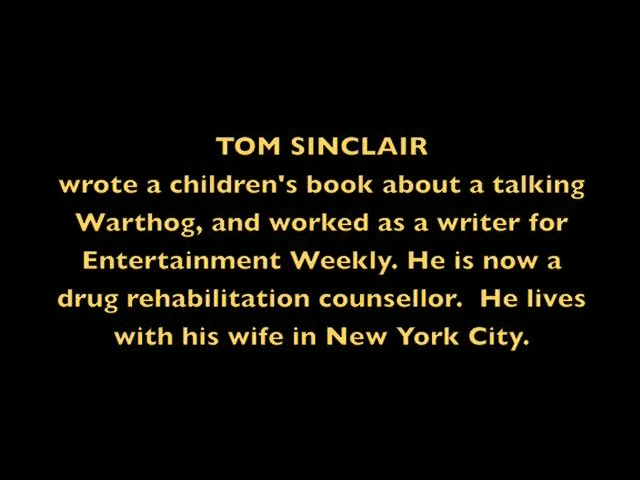 TOM SINCLAIR
wrote a children's book about a talking
Warthog, and worked as a writer for
Entertainment Weekly. He is now a
drug rehabilitation counsellor.  He lives
with his wife in New York City.